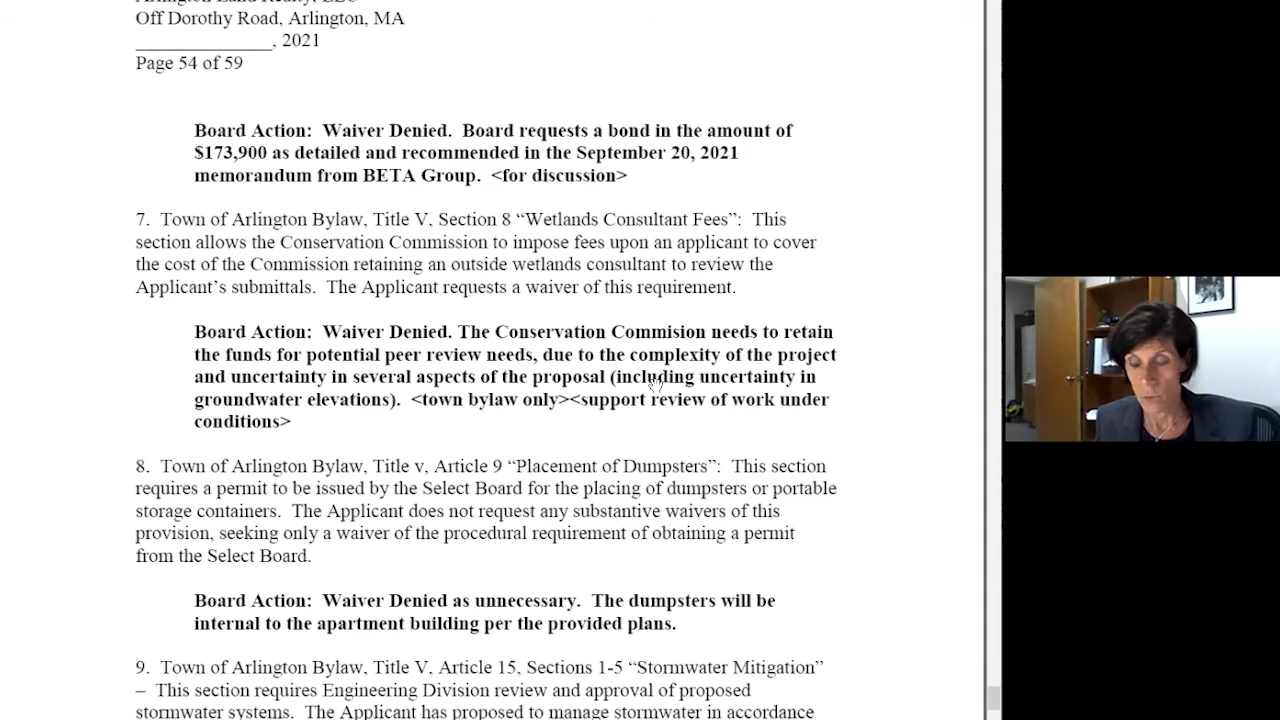 Arlington Land Realty, LLC
Off Dorothy Road, Arlington, MA
______________, 2021
Page 54 of 59
Board Action:  Waiver Denied.  Board requests a bond in the amount of
$173,900 as detailed and recommended in the September 20, 2021
memorandum from BETA Group.  <for discussion>
7.  Town of Arlington Bylaw, Title V, Section 8 “Wetlands Consultant Fees”:  This
section allows the Conservation Commission to impose fees upon an applicant to cover
the cost of the Commission retaining an outside wetlands consultant to review the
Applicant’s submittals.  The Applicant requests a waiver of this requirement.
Board Action:  Waiver Denied. The Conservation Commision needs to retain
the funds for potential peer review needs, due to the complexity of the project
and uncertainty in several aspects of the proposal (including uncertainty in
groundwater elevations).  <town bylaw only><support review of work under
conditions>
8.  Town of Arlington Bylaw, Title v, Article 9 “Placement of Dumpsters”:  This section
requires a permit to be issued by the Select Board for the placing of dumpsters or portable
storage containers.  The Applicant does not request any substantive waivers of this
provision, seeking only a waiver of the procedural requirement of obtaining a permit
from the Select Board.
Board Action:  Waiver Denied as unnecessary.  The dumpsters will be
internal to the apartment building per the provided plans.
9.  Town of Arlington Bylaw, Title V, Article 15, Sections 1-5 “Stormwater Mitigation”
–  This section requires Engineering Division review and approval of proposed
stormwater systems.  The Applicant has proposed to manage stormwater in accordance